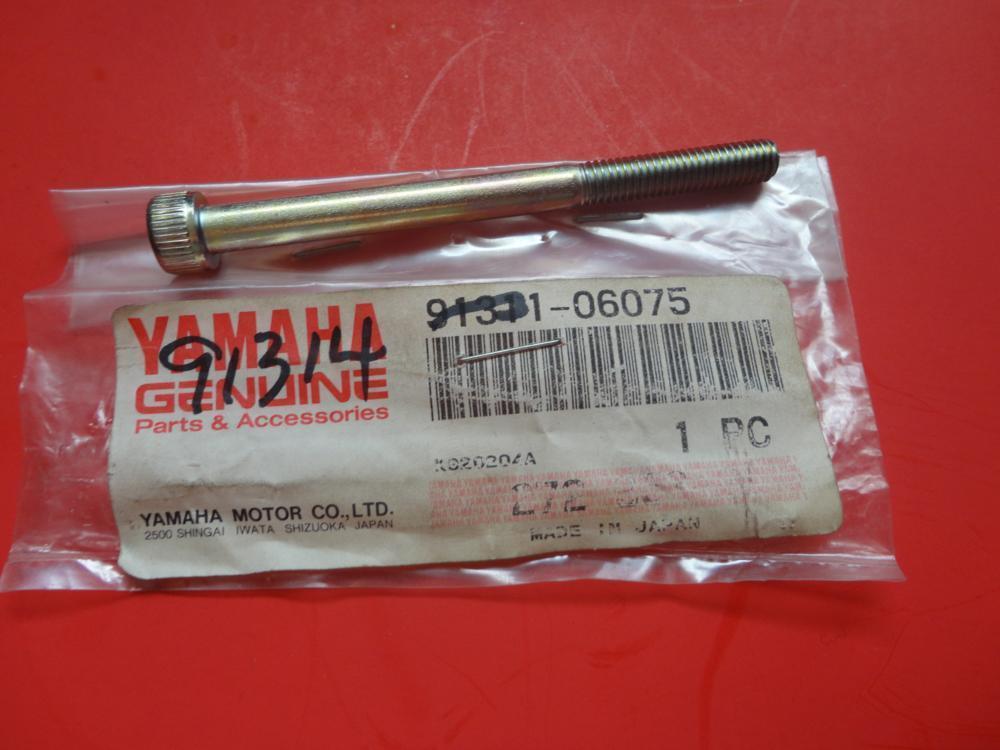 YAMAHA
91314
GENUINE
Parts & Accessories
91311-06075
1 PC
K620204A
YAMAHA MOTOR CO.,LTD.
2500 SHINGAI IWATA SHIZUOKA JAPAN
MADE IN JAPAN